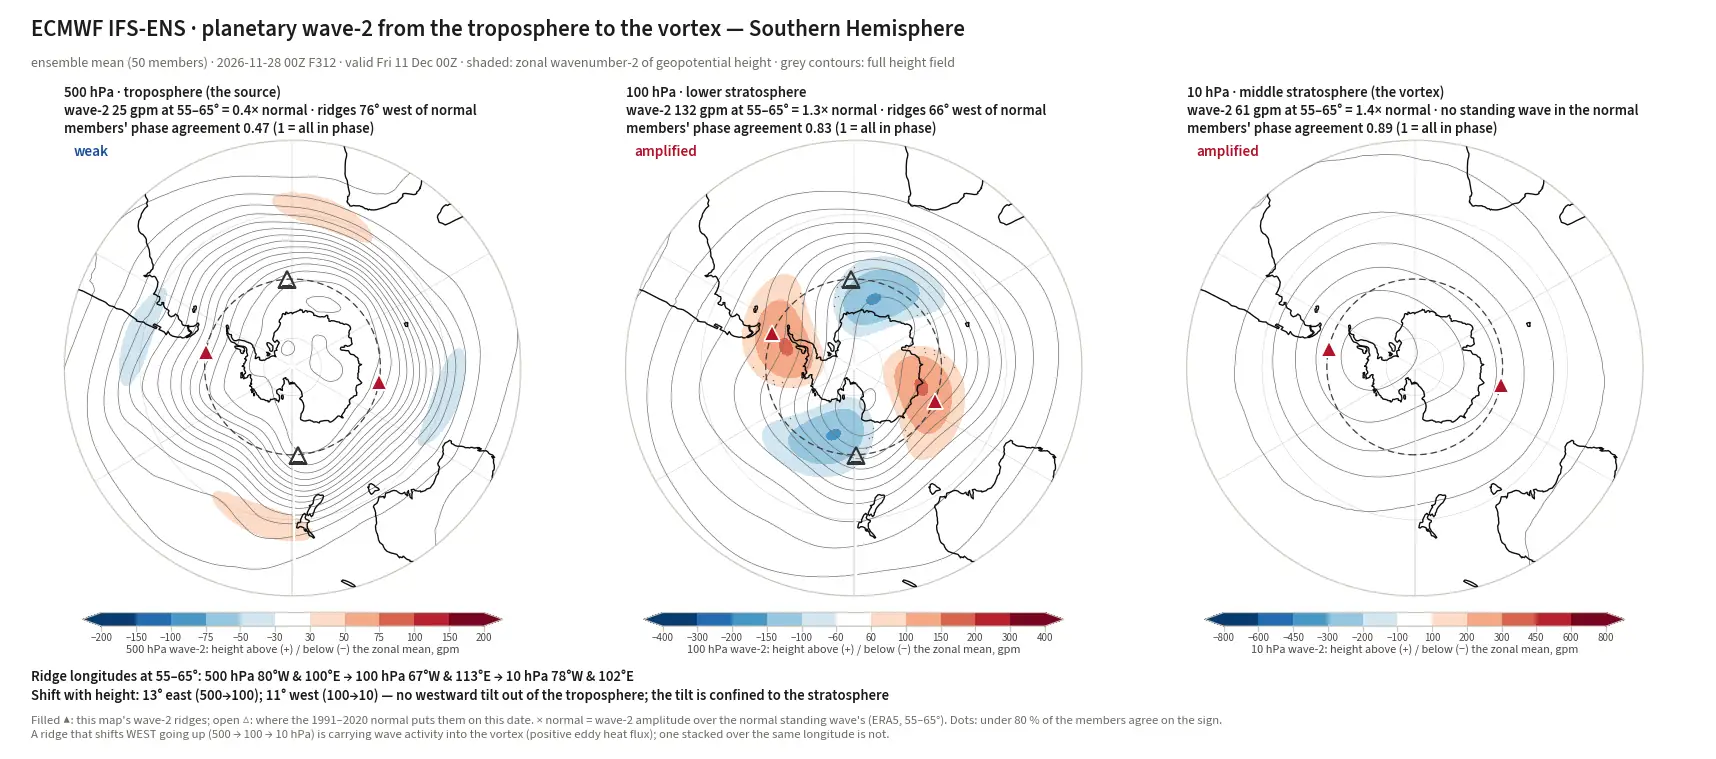 ECMWF IFS-ENS · planetary wave-2 from the troposphere to the vortex — Southern Hemisphere
ensemble mean (50 members) · 2026-11-28 00Z F312 · valid Fri 11 Dec 00Z · shaded: zonal wavenumber-2 of geopotential height · grey contours: full height field
500 hPa · troposphere (the source)
wave-2 25 gpm at 55–65° = 0.4× normal · ridges 76° west of normal
members' phase agreement 0.47 (1 = all in phase)
weak
100 hPa · lower stratosphere
wave-2 132 gpm at 55–65° = 1.3× normal · ridges 66° west of normal
members' phase agreement 0.83 (1 = all in phase)
amplified
10 hPa · middle stratosphere (the vortex)
wave-2 61 gpm at 55–65° = 1.4× normal · no standing wave in the normal
members' phase agreement 0.89 (1 = all in phase)
amplified
−200 −150 −100 −75 −50 −30 30 50 75 100 150 200
500 hPa wave-2: height above (+) / below (−) the zonal mean, gpm
−400 −300 −200 −150 −100 −60 60 100 150 200 300 400
100 hPa wave-2: height above (+) / below (−) the zonal mean, gpm
−800 −600 −450 −300 −200 −100 100 200 300 450 600 800
10 hPa wave-2: height above (+) / below (−) the zonal mean, gpm
Ridge longitudes at 55–65°: 500 hPa 80°W & 100°E → 100 hPa 67°W & 113°E → 10 hPa 78°W & 102°E
Shift with height: 13° east (500→100); 11° west (100→10) — no westward tilt out of the troposphere; the tilt is confined to the stratosphere
Filled ▲: this map's wave-2 ridges; open △: where the 1991–2020 normal puts them on this date. × normal = wave-2 amplitude over the normal standing wave's (ERA5, 55–65°). Dots: under 80 % of the members agree on the sign.
A ridge that shifts WEST going up (500 → 100 → 10 hPa) is carrying wave activity into the vortex (positive eddy heat flux); one stacked over the same longitude is not.